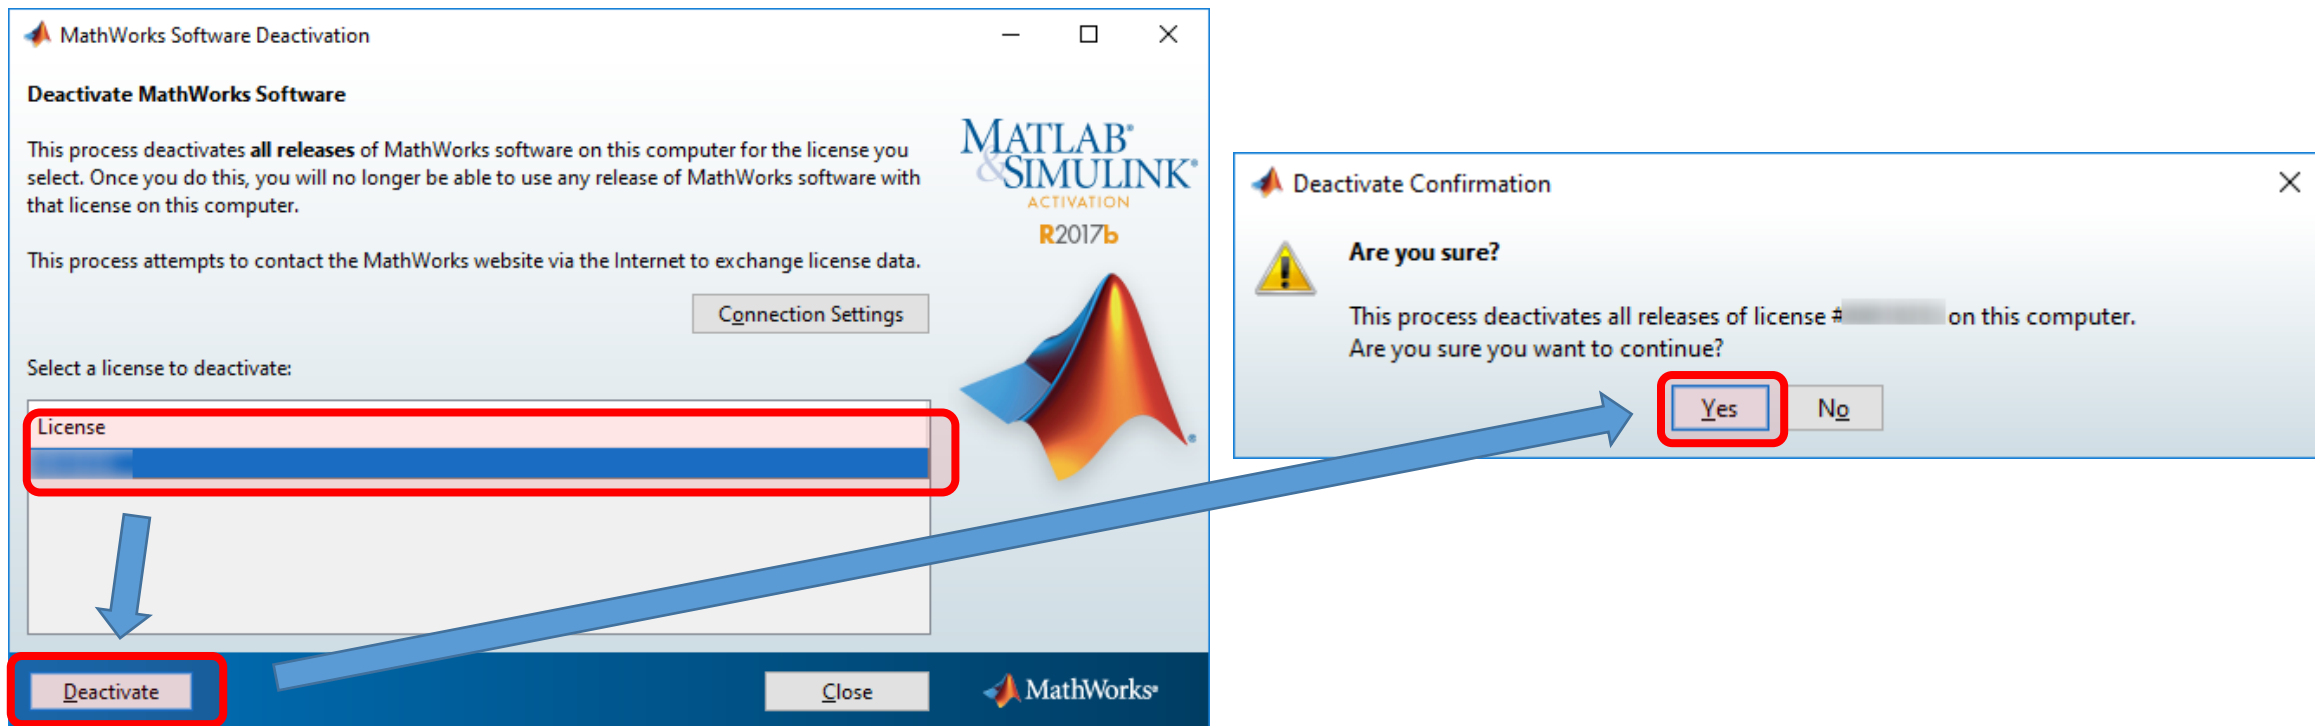 MathWorks Software Deactivation
Deactivate MathWorks Software
This process deactivates all releases of MathWorks software on this computer for the license you
select. Once you do this, you will no longer be able to use any release of MathWorks software with
that license on this computer.
This process attempts to contact the MathWorks website via the Internet to exchange license data.
Connection Settings
Select a license to deactivate:
License
Deactivate
Close
MATLAB®
&SIMULINK®
ACTIVATION
R2017b
®
MathWorks®
Deactivate Confirmation
Are you sure?
This process deactivates all releases of license # on this computer.
Are you sure you want to continue?
Yes
No